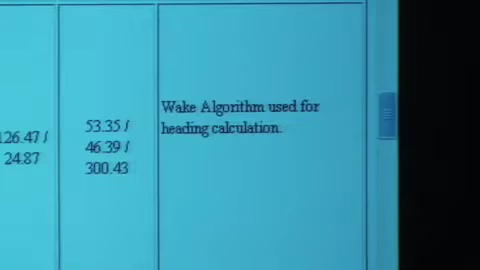 126.47 /
24.87
53.35 /
46.39 /
300.43
Wake Algorithm used for
heading calculation.